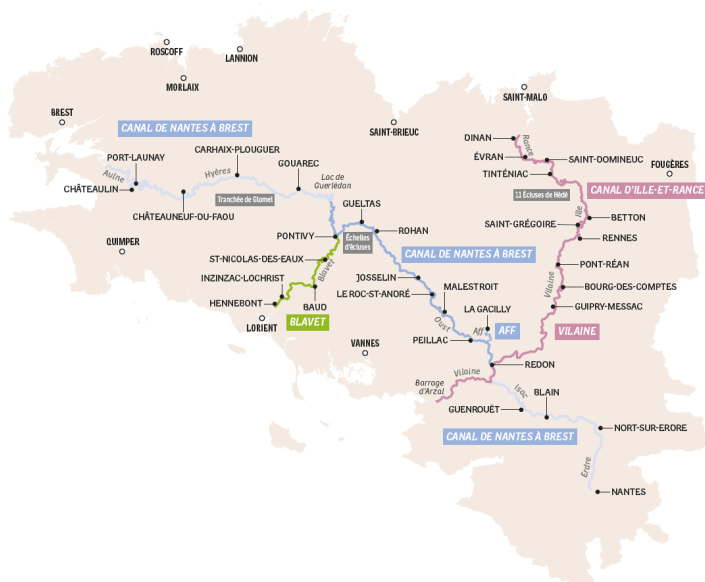 ROSCOFF
LANNION
MORLAIX
BREST
SAINT-MALO
SAINT-BRIEUC
CANAL DE NANTES À BREST
DINAN
Rance
PORT-LAUNAY
CARHAIX-PLOUGUER
ÉVRAN
SAINT-DOMINEUC
FOUGÈRES
GOUAREC
TINTÉNIAC
Aulne
Hyères
Lac de
Guerlédan
CHÂTEAULIN
11 Écluses de Hédé
CANAL D'ILLE-ET-RANCE
Tranchée de Glomel
GUELTAS
CHÂTEAUNEUF-DU-FAOU
Ille
BETTON
SAINT-GRÉGOIRE
ROHAN
PONTIVY
Échelles
d'écluses
RENNES
QUIMPER
CANAL DE NANTES À BREST
ST-NICOLAS-DES-EAUX
Blavet
PONT-RÉAN
INZINZAC-LOCHRIST
JOSSELIN
MALESTROIT
Vilaine
BOURG-DES-COMPTES
LE ROC-ST-ANDRÉ
HENNEBONT
BAUD
LA GACILLY
GUIPRY-MESSAC
LORIENT
BLAVET
Oust
Aff
AFF
VILAINE
PEILLAC
VANNES
REDON
Vilaine
Barrage
d'Arzal
Isac
BLAIN
GUENROUËT
NORT-SUR-ERDRE
CANAL DE NANTES À BREST
Erdre
NANTES